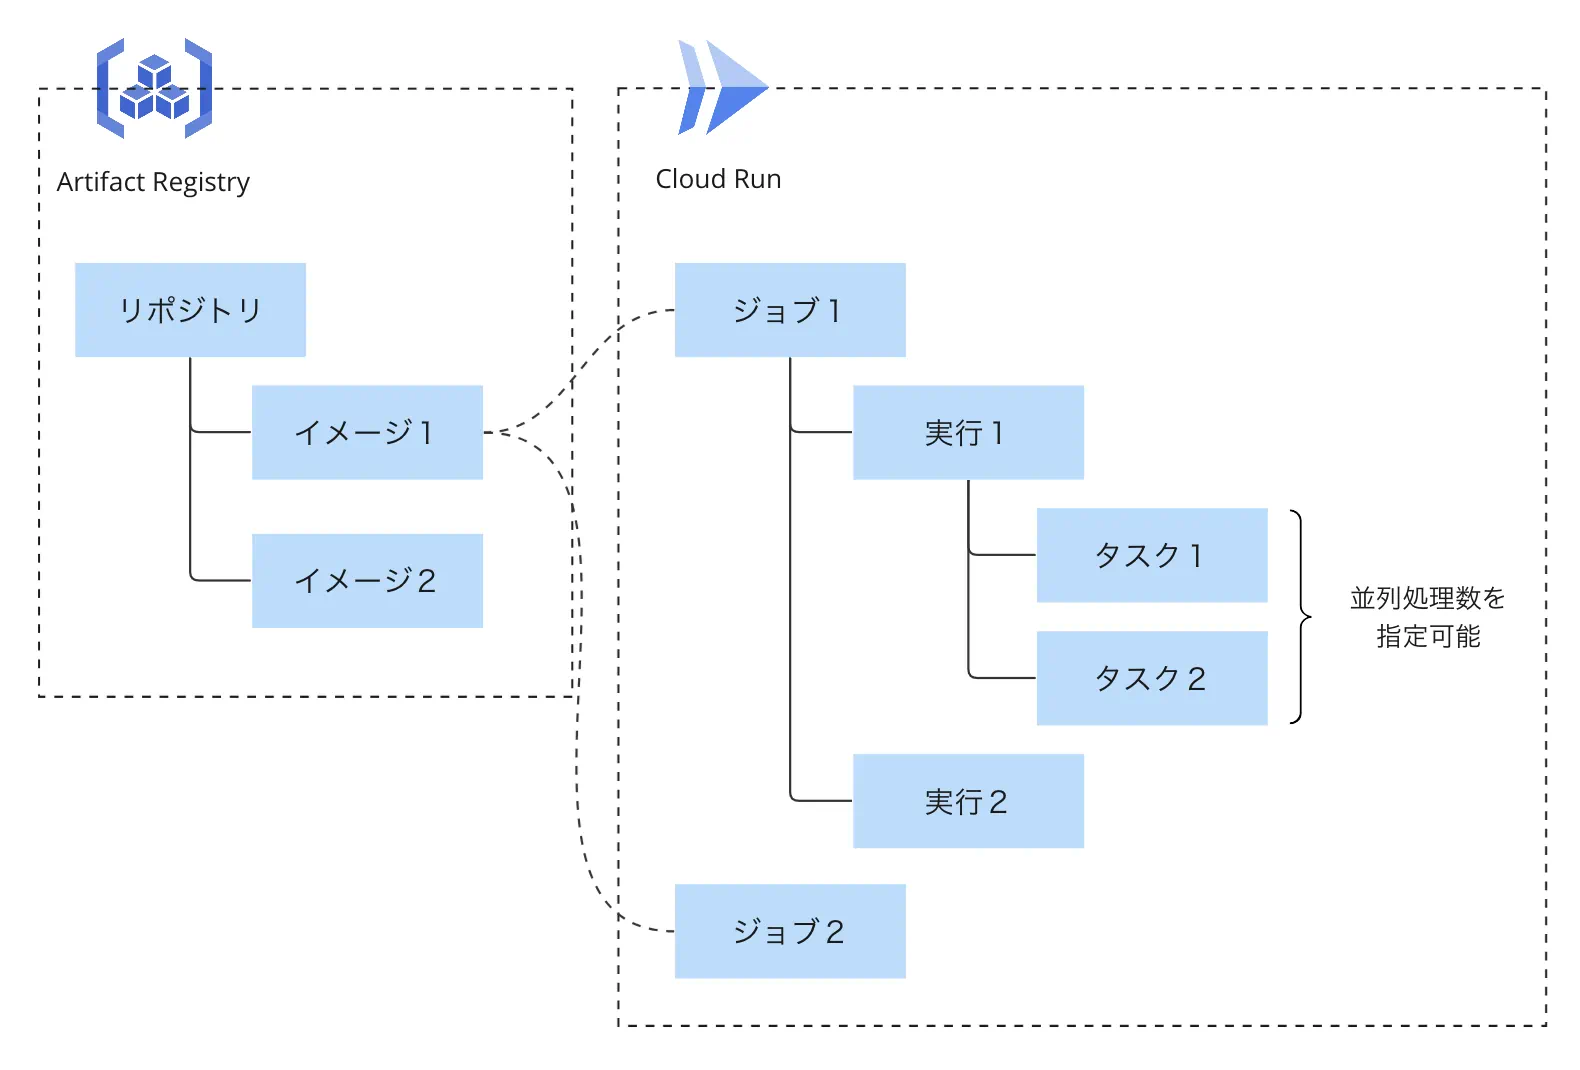 Artifact Registry
リポジトリ
イメージ１
イメージ２
Cloud Run
ジョブ１
実行１
タスク１
タスク２
並列処理数を
指定可能
実行２
ジョブ２